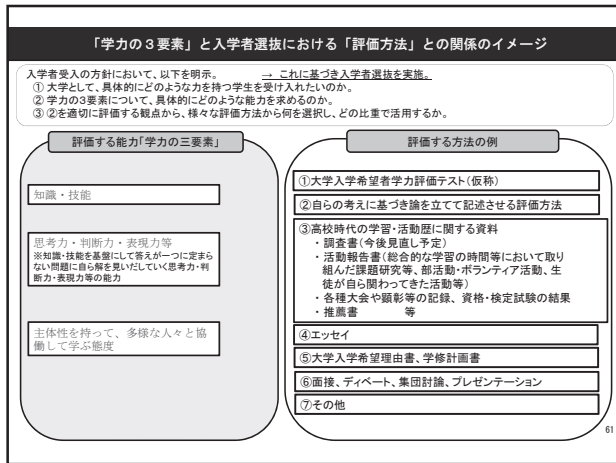 「学力の３要素」と入学者選抜における「評価方法」との関係のイメージ
入学者受入の方針において、以下を明示。　→ これに基づき入学者選抜を実施。
① 大学として、具体的にどのような力を持つ学生を受け入れたいのか。
② 学力の３要素について、具体的にどのような能力を求めるのか。
③ ②を適切に評価する観点から、様々な評価方法から何を選択し、どの比重で活用するか。
評価する能力「学力の三要素」
知識・技能
思考力・判断力・表現力等
※知識・技能を基盤にして答えが一つに定まら
ない問題に自ら解を見いだしていく思考力・判
断力・表現力等の能力
主体性を持って、多様な人々と協
働して学ぶ態度
評価する方法の例
①大学入学希望者学力評価テスト（仮称）
②自らの考えに基づき論を立てて記述させる評価方法
③高校時代の学習・活動歴に関する資料
・調査書（今後見直し予定）
・活動報告書（総合的な学習の時間等において取り
組んだ課題研究等、部活動・ボランティア活動、生
徒が自ら関わってきた活動等）
・各種大会や顕彰等の記録、資格・検定試験の結果
・推薦書　　等
④エッセイ
⑤大学入学希望理由書、学修計画書
⑥面接、ディベート、集団討論、プレゼンテーション
⑦その他
61